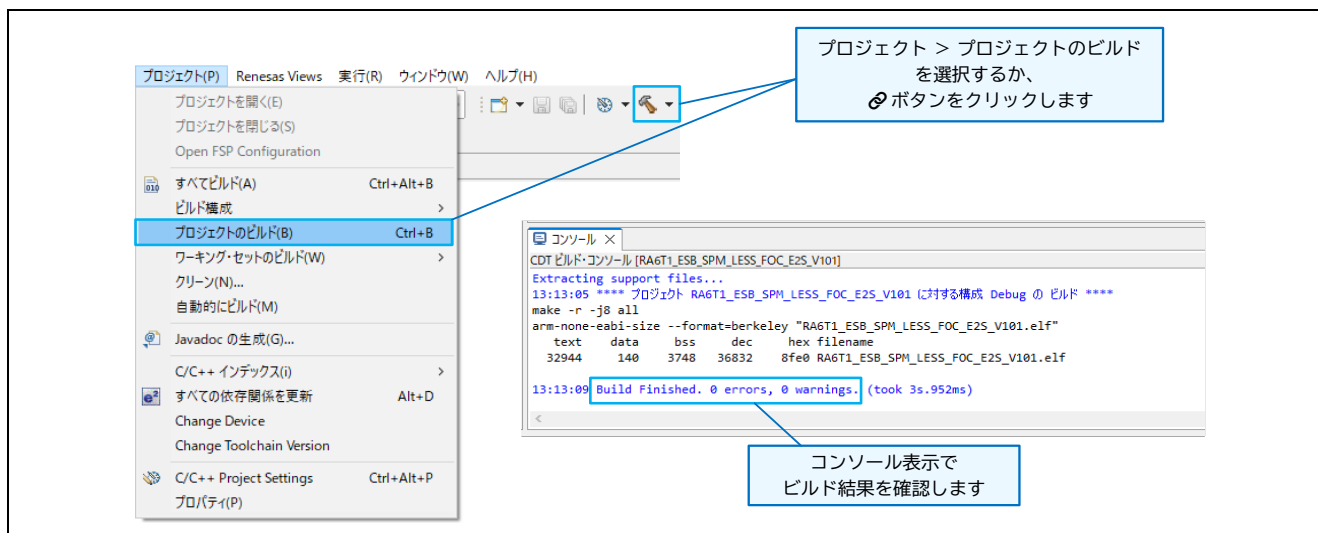 プロジェクト > プロジェクトのビルド
を選択するか、
ボタンをクリックします
プロジェクト(P) Renesas Views 実行(R) ウィンドウ(W) ヘルプ(H)
プロジェクトを開く(E)
プロジェクトを閉じる(S)
Open FSP Configuration
すべてビルド(A) Ctrl+Alt+B
ビルド構成
プロジェクトのビルド(B) Ctrl+B
ワーキング・セットのビルド(W)
クリーン(N)...
自動的にビルド(M)
Javadoc の生成(G)...
C/C++ インデックス(i)
すべての依存関係を更新 Alt+D
Change Device
Change Toolchain Version
C/C++ Project Settings Ctrl+Alt+P
プロパティ(P)
コンソール
CDT ビルド・コンソール [RA6T1_ESB_SPM_LESS_FOC_E2S_V101]
Extracting support files...
13:13:05 **** プロジェクト RA6T1_ESB_SPM_LESS_FOC_E2S_V101 に対する構成 Debug の ビルド ****
make -r -j8 all
arm-none-eabi-size --format=berkeley "RA6T1_ESB_SPM_LESS_FOC_E2S_V101.elf"
text data bss dec hex filename
32944 140 3748 36832 8fe0 RA6T1_ESB_SPM_LESS_FOC_E2S_V101.elf
13:13:09 Build Finished. 0 errors, 0 warnings. (took 3s.952ms)
コンソール表示で
ビルド結果を確認します